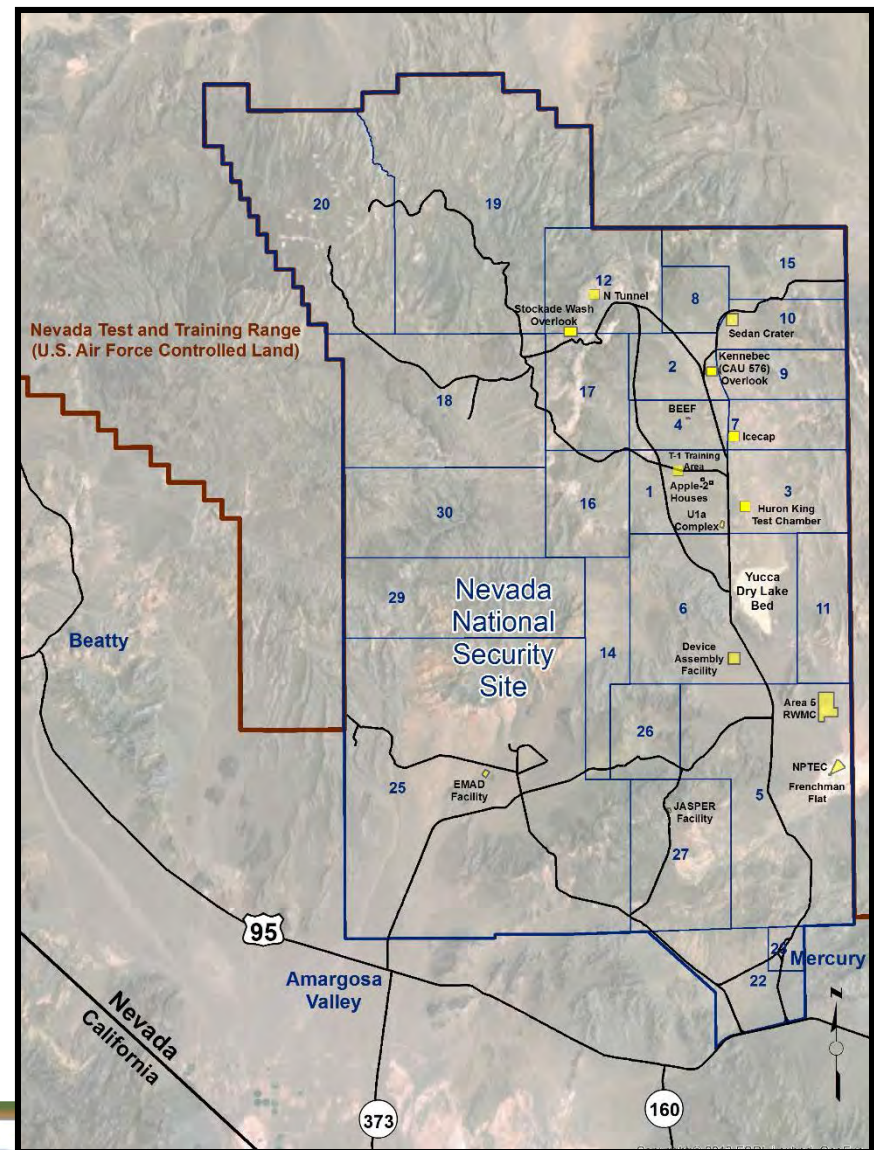 20
19
15
12
N Tunnel
8
Stockade Wash
Overlook
10
Sedan Crater
Nevada Test and Training Range
(U.S. Air Force Controlled Land)
Kennebec
(CAU 576)
Overlook
2
9
17
18
BEEF
4
7
Icecap
T-1 Training
Area
Apple-2
Houses
1
3
16
30
U1a
Complex
Huron King
Test Chamber
Yucca
Dry Lake
Bed
29
Nevada
National
Security
Site
6
11
Beatty
14
Device
Assembly
Facility
Area 5
RWMC
26
NPTEC
Frenchman
Flat
25
EMAD
Facility
5
JASPER
Facility
27
95
Mercury
22
Amargosa
Valley
N
Nevada
California
373
160